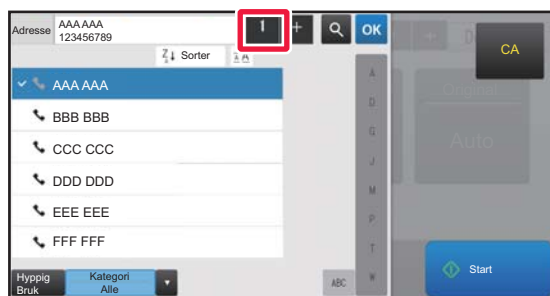 Adresse
AAA AAA
123456789
1
+
OK
CA
Sorter
AAA AAA
BBB BBB
CCC CCC
DDD DDD
EEE EEE
FFF FFF
A
D
G
J
M
P
T
W
Original
Auto
Hyppig
Bruk
Kategori
Alle
ABC
Start